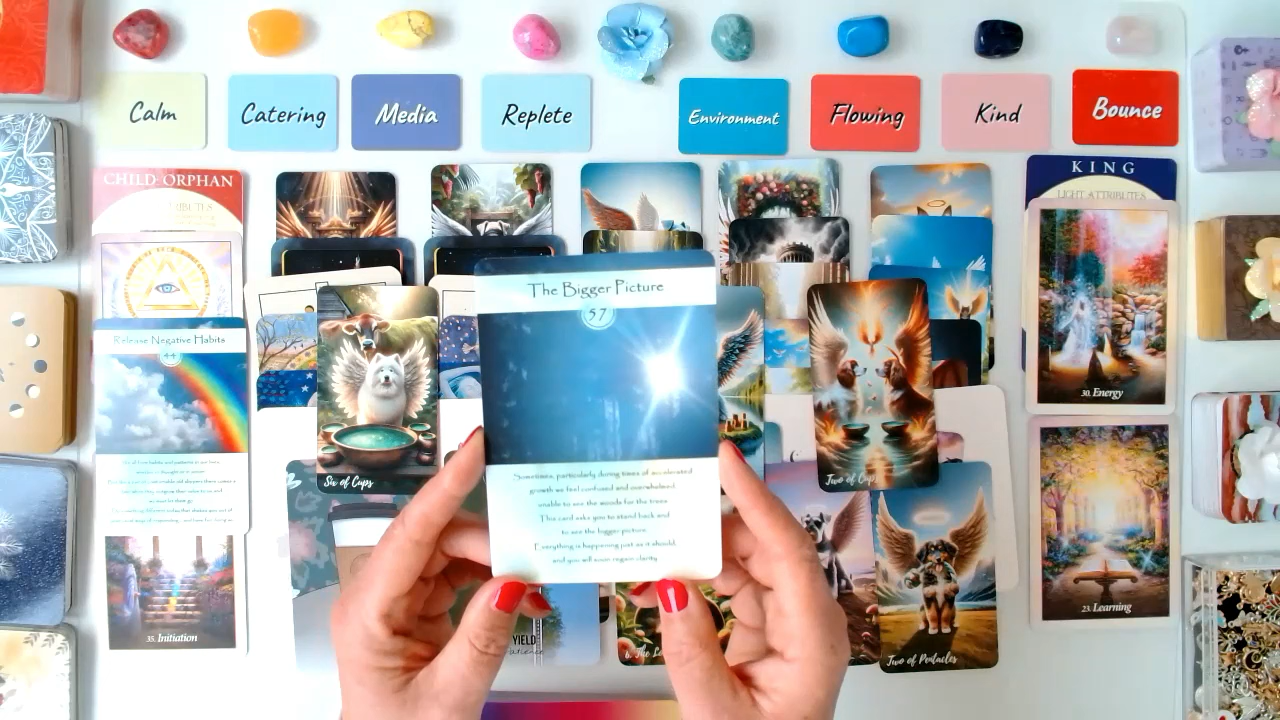 Calm
Catering
Media
Replete
Environment
Flowing
Kind
Bounce
CHILD-ORPHAN
KING
LIGHT ATTRIBUTES
The Bigger Picture
57
Sometimes, particularly during times of accelerated
growth we feel confused and overwhelmed
unable to see the woods for the trees
This card asks you to stand back and
to see the bigger picture
Everything is happening just as it should,
and you will soon regain clarity
Release Negative Habits
44
30. Energy
Six of Cups
Two of Cups
35. Initiation
YIELD
Patience
6. The
Two of Pentacles
23. Learning